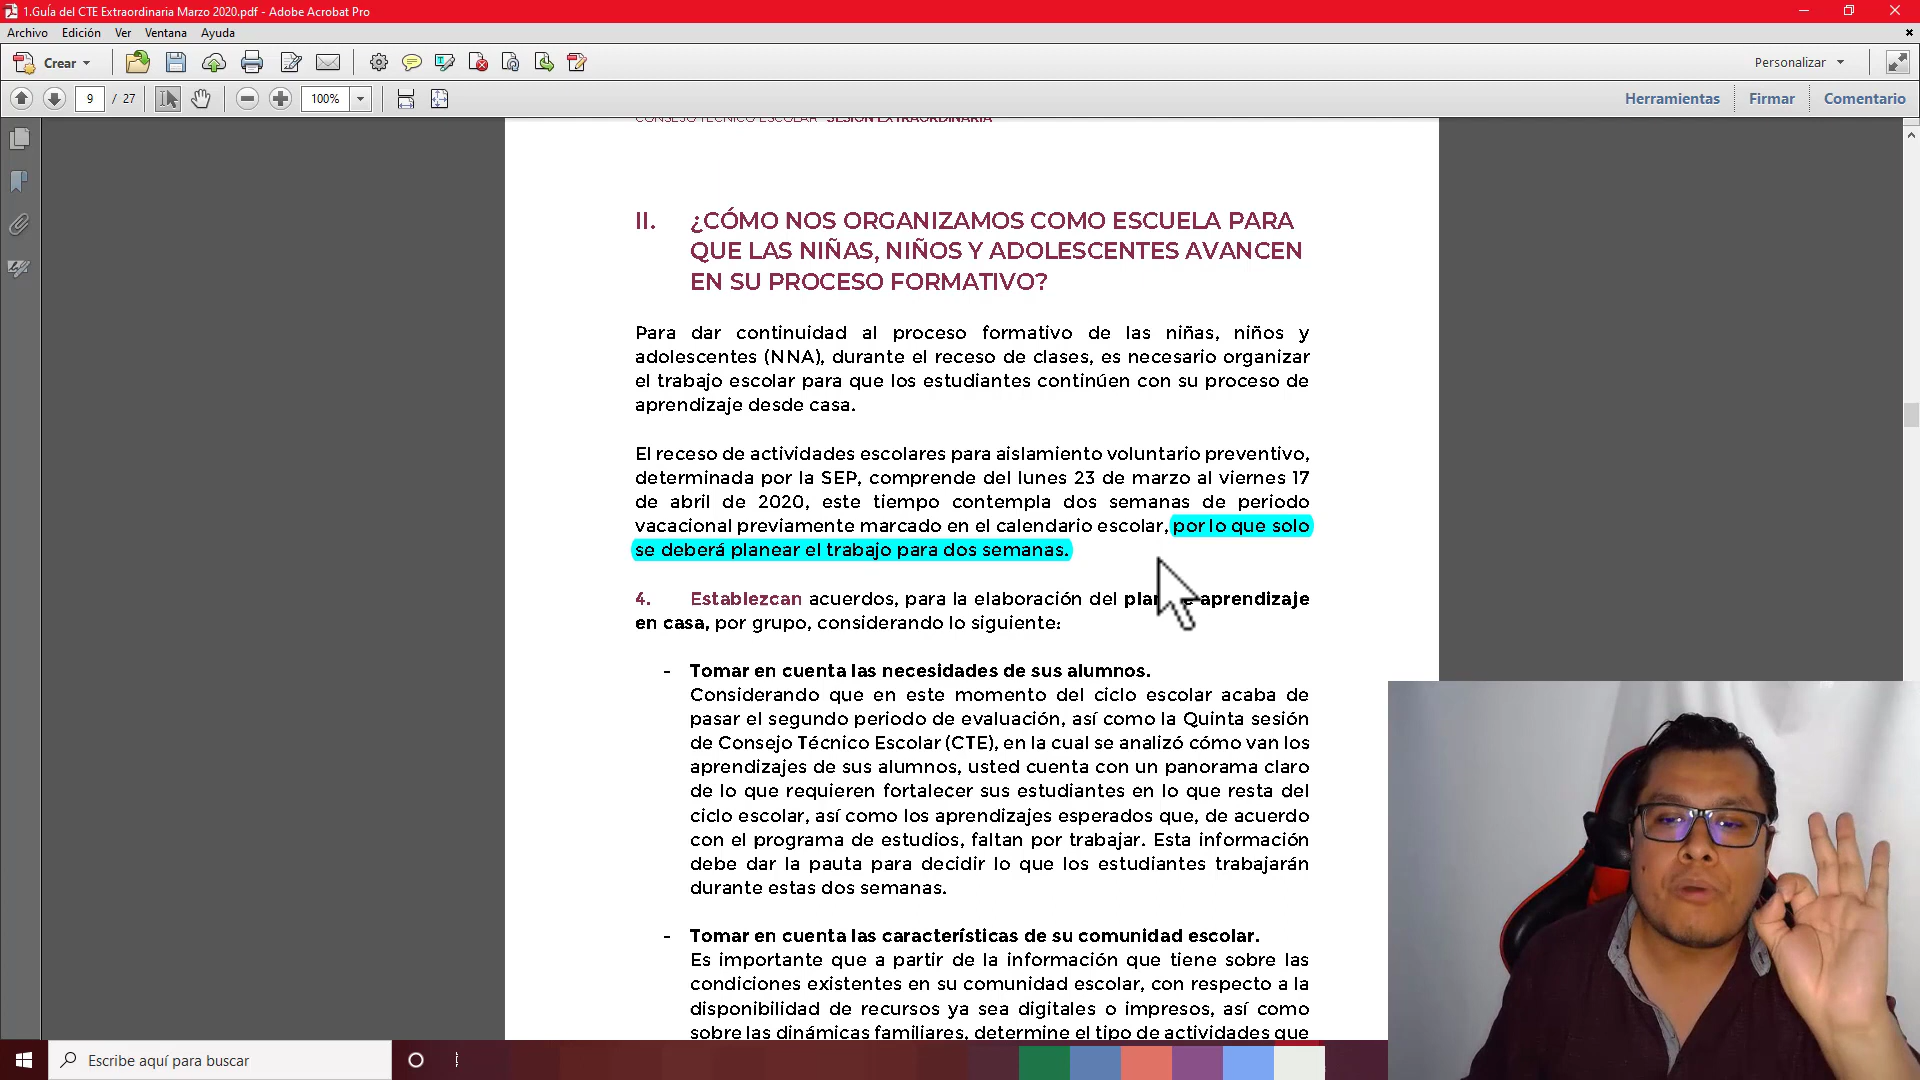 1.Guía del CTE Extraordinaria Marzo 2020.pdf - Adobe Acrobat Pro
Archivo Edición Ver Ventana Ayuda
Crear
Personalizar
9 / 27
100%
Herramientas Firmar Comentario
CONSEJO TÉCNICO ESCOLAR SESIÓN EXTRAORDINARIA
II. ¿CÓMO NOS ORGANIZAMOS COMO ESCUELA PARA
QUE LAS NIÑAS, NIÑOS Y ADOLESCENTES AVANCEN
EN SU PROCESO FORMATIVO?
Para dar continuidad al proceso formativo de las niñas, niños y
adolescentes (NNA), durante el receso de clases, es necesario organizar
el trabajo escolar para que los estudiantes continúen con su proceso de
aprendizaje desde casa.
El receso de actividades escolares para aislamiento voluntario preventivo,
determinada por la SEP, comprende del lunes 23 de marzo al viernes 17
de abril de 2020, este tiempo contempla dos semanas de periodo
vacacional previamente marcado en el calendario escolar, por lo que solo
se deberá planear el trabajo para dos semanas.
4. Establezcan acuerdos, para la elaboración del plan aprendizaje
en casa, por grupo, considerando lo siguiente:
- Tomar en cuenta las necesidades de sus alumnos.
Considerando que en este momento del ciclo escolar acaba de
pasar el segundo periodo de evaluación, así como la Quinta sesión
de Consejo Técnico Escolar (CTE), en la cual se analizó cómo van los
aprendizajes de sus alumnos, usted cuenta con un panorama claro
de lo que requieren fortalecer sus estudiantes en lo que resta del
ciclo escolar, así como los aprendizajes esperados que, de acuerdo
con el programa de estudios, faltan por trabajar. Esta información
debe dar la pauta para decidir lo que los estudiantes trabajarán
durante estas dos semanas.
- Tomar en cuenta las características de su comunidad escolar.
Es importante que a partir de la información que tiene sobre las
condiciones existentes en su comunidad escolar, con respecto a la
disponibilidad de recursos ya sea digitales o impresos, así como
sobre las dinámicas familiares, determine el tipo de actividades que
Escribe aquí para buscar